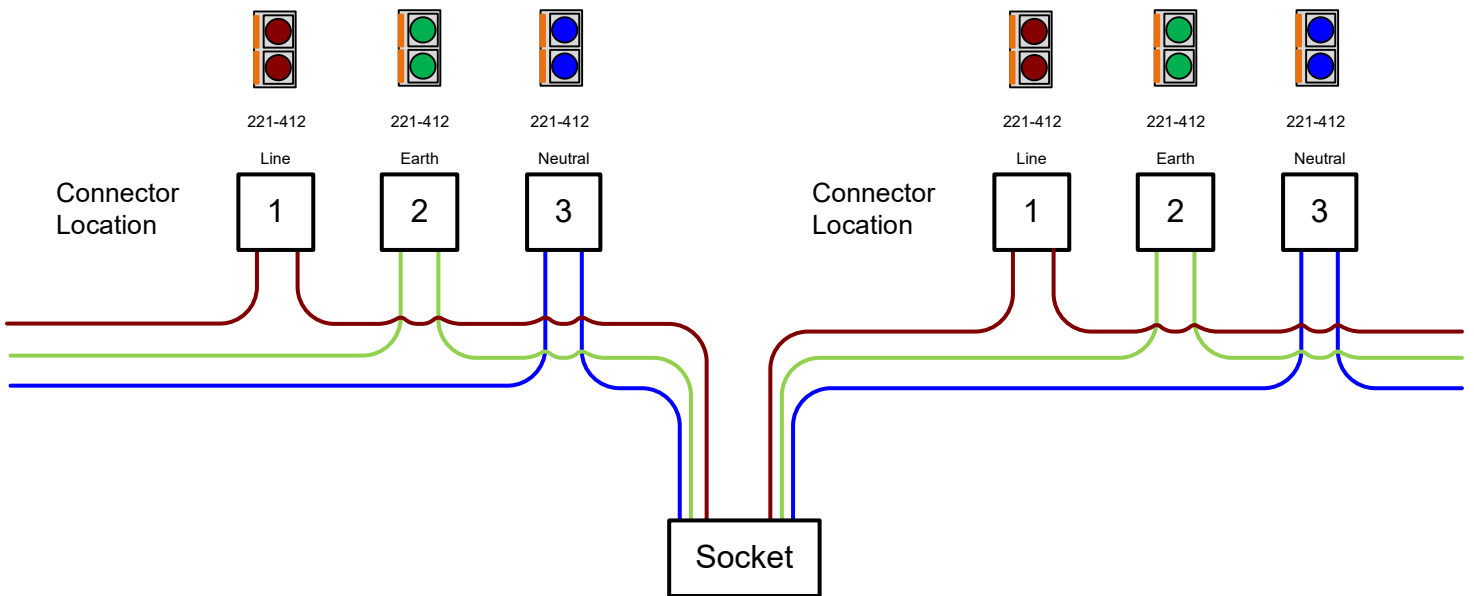 221-412 221-412 221-412 221-412 221-412 221-412
Line Earth Neutral Line Earth Neutral
Connector
Location
1 2 3
Connector
Location
1 2 3
Socket